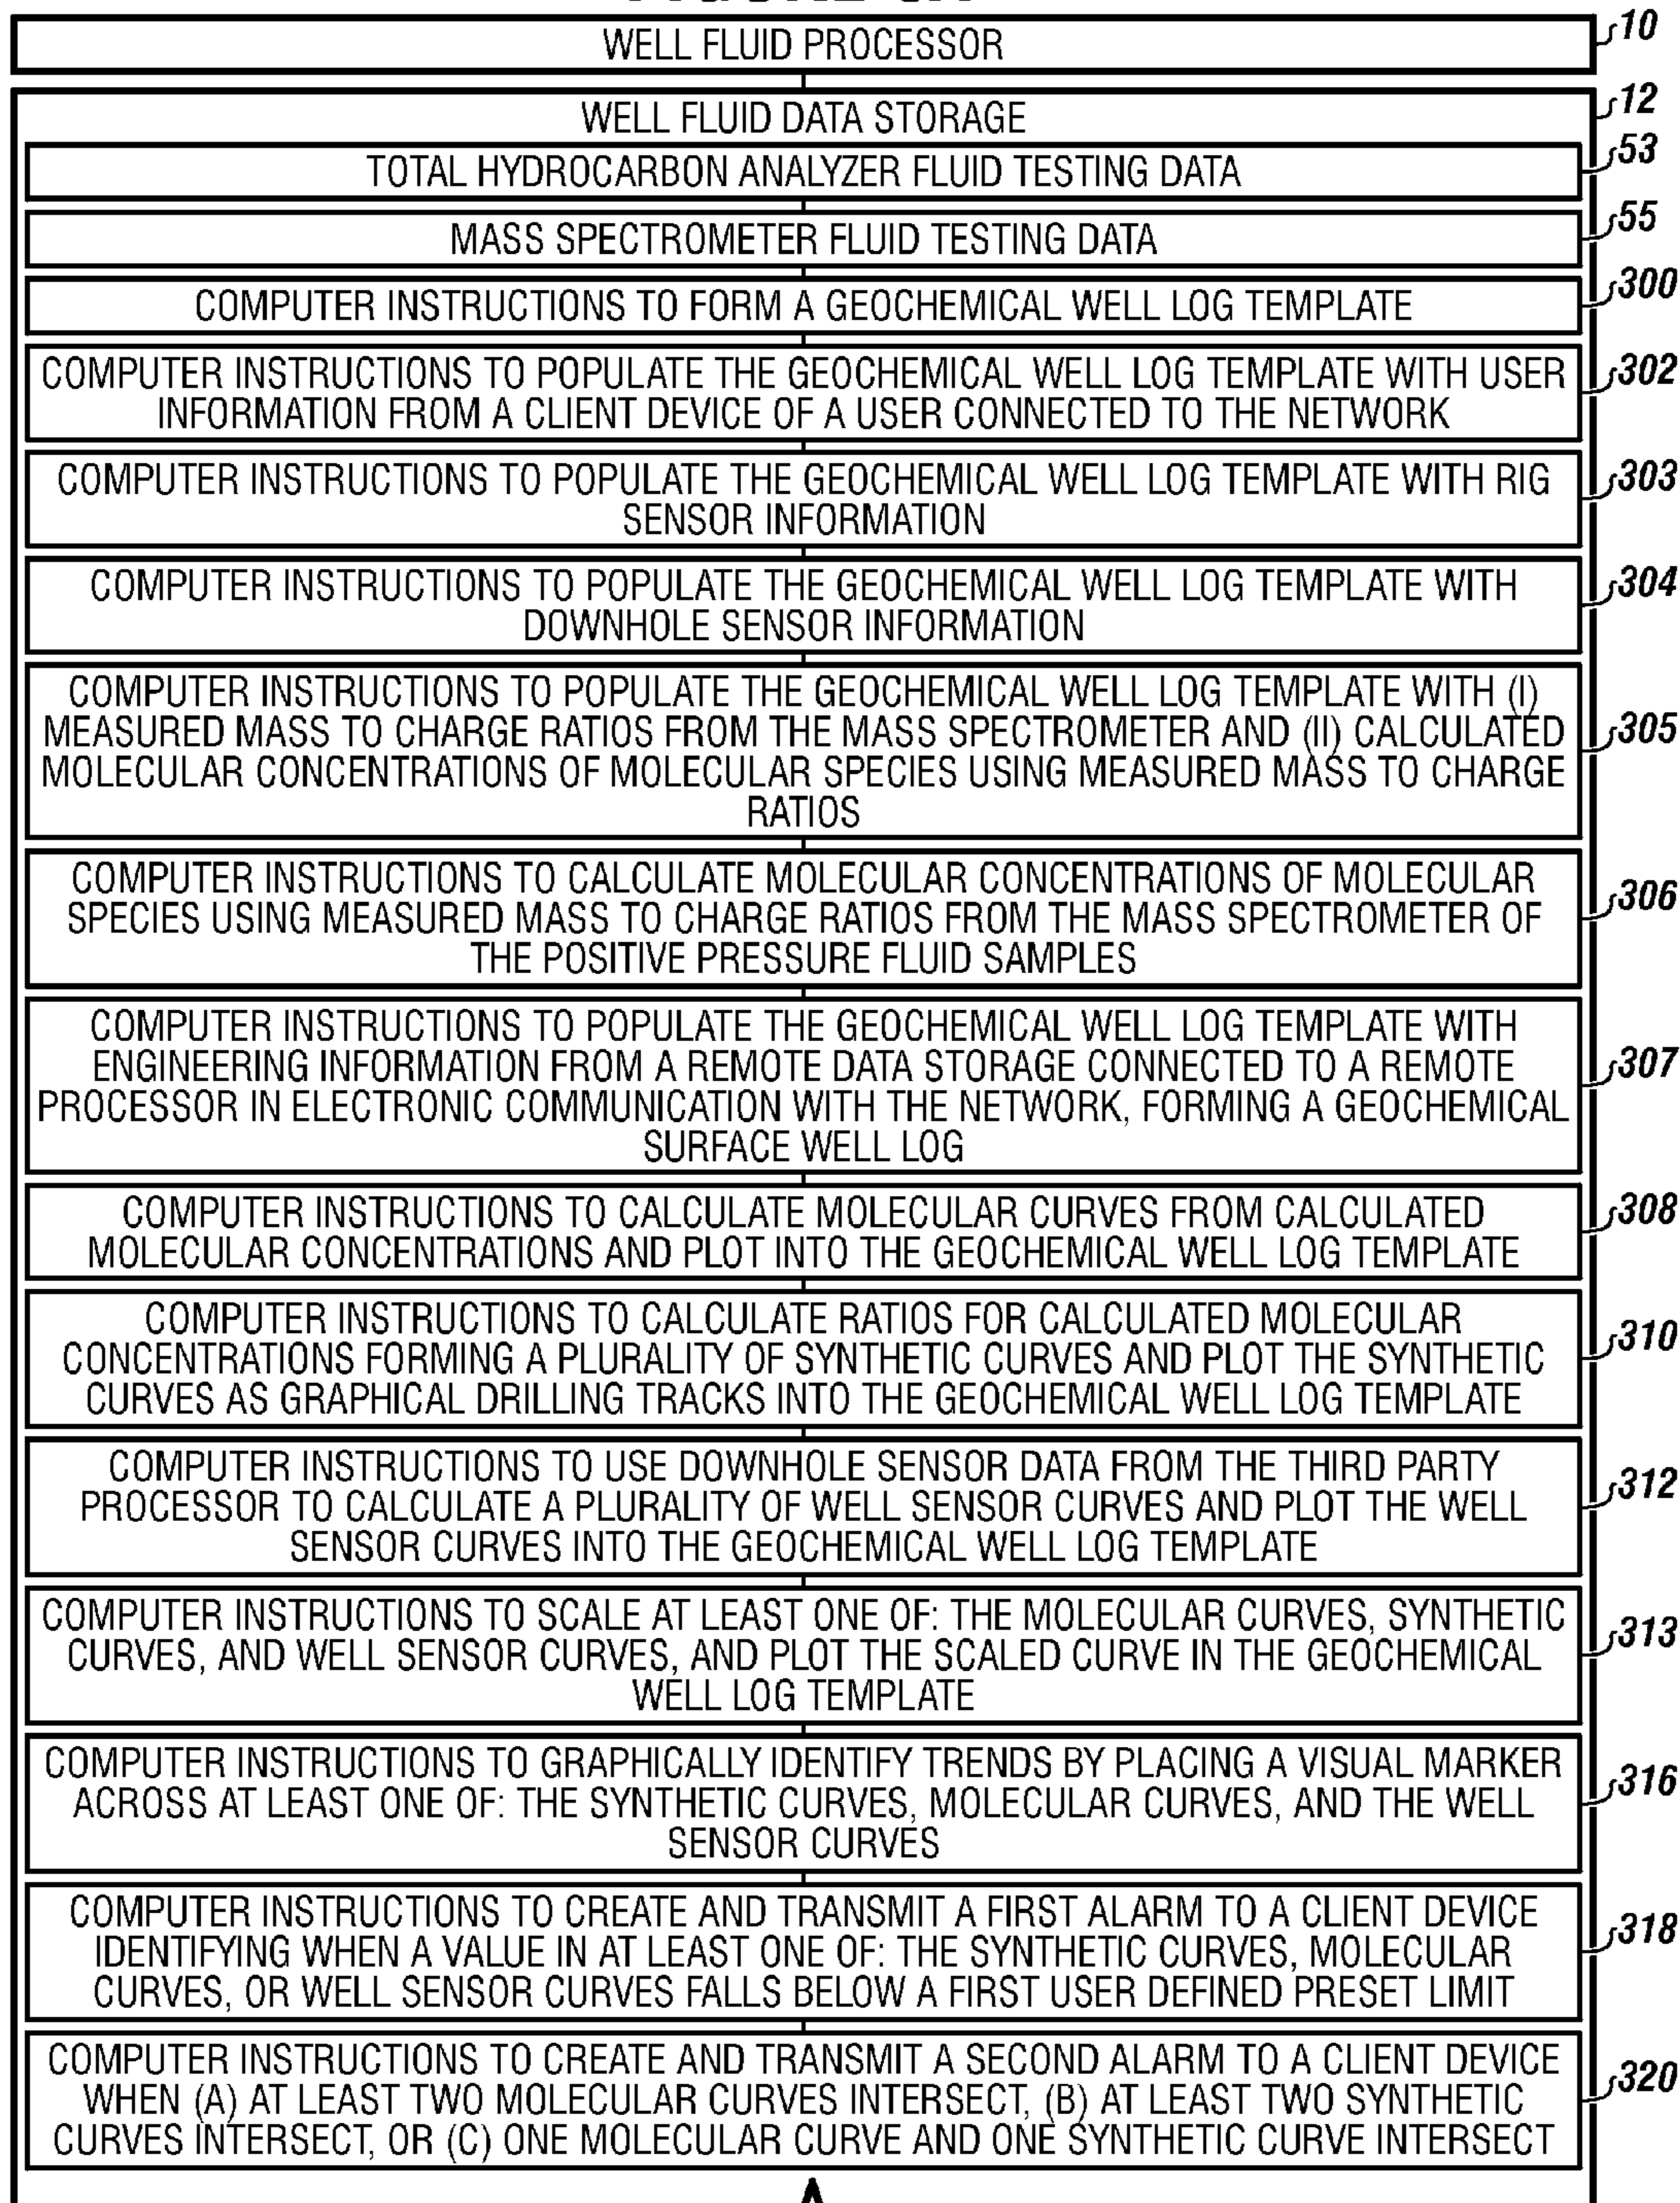 WELL FLUID PROCESSOR
10
WELL FLUID DATA STORAGE
12
TOTAL HYDROCARBON ANALYZER FLUID TESTING DATA
53
MASS SPECTROMETER FLUID TESTING DATA
55
COMPUTER INSTRUCTIONS TO FORM A GEOCHEMICAL WELL LOG TEMPLATE
300
COMPUTER INSTRUCTIONS TO POPULATE THE GEOCHEMICAL WELL LOG TEMPLATE WITH USER
INFORMATION FROM A CLIENT DEVICE OF A USER CONNECTED TO THE NETWORK
302
COMPUTER INSTRUCTIONS TO POPULATE THE GEOCHEMICAL WELL LOG TEMPLATE WITH RIG
SENSOR INFORMATION
303
COMPUTER INSTRUCTIONS TO POPULATE THE GEOCHEMICAL WELL LOG TEMPLATE WITH
DOWNHOLE SENSOR INFORMATION
304
COMPUTER INSTRUCTIONS TO POPULATE THE GEOCHEMICAL WELL LOG TEMPLATE WITH (I)
MEASURED MASS TO CHARGE RATIOS FROM THE MASS SPECTROMETER AND (II) CALCULATED
MOLECULAR CONCENTRATIONS OF MOLECULAR SPECIES USING MEASURED MASS TO CHARGE
RATIOS
305
COMPUTER INSTRUCTIONS TO CALCULATE MOLECULAR CONCENTRATIONS OF MOLECULAR
SPECIES USING MEASURED MASS TO CHARGE RATIOS FROM THE MASS SPECTROMETER OF
THE POSITIVE PRESSURE FLUID SAMPLES
306
COMPUTER INSTRUCTIONS TO POPULATE THE GEOCHEMICAL WELL LOG TEMPLATE WITH
ENGINEERING INFORMATION FROM A REMOTE DATA STORAGE CONNECTED TO A REMOTE
PROCESSOR IN ELECTRONIC COMMUNICATION WITH THE NETWORK, FORMING A GEOCHEMICAL
SURFACE WELL LOG
307
COMPUTER INSTRUCTIONS TO CALCULATE MOLECULAR CURVES FROM CALCULATED
MOLECULAR CONCENTRATIONS AND PLOT INTO THE GEOCHEMICAL WELL LOG TEMPLATE
308
COMPUTER INSTRUCTIONS TO CALCULATE RATIOS FOR CALCULATED MOLECULAR
CONCENTRATIONS FORMING A PLURALITY OF SYNTHETIC CURVES AND PLOT THE SYNTHETIC
CURVES AS GRAPHICAL DRILLING TRACKS INTO THE GEOCHEMICAL WELL LOG TEMPLATE
310
COMPUTER INSTRUCTIONS TO USE DOWNHOLE SENSOR DATA FROM THE THIRD PARTY
PROCESSOR TO CALCULATE A PLURALITY OF WELL SENSOR CURVES AND PLOT THE WELL
SENSOR CURVES INTO THE GEOCHEMICAL WELL LOG TEMPLATE
312
COMPUTER INSTRUCTIONS TO SCALE AT LEAST ONE OF: THE MOLECULAR CURVES, SYNTHETIC
CURVES, AND WELL SENSOR CURVES, AND PLOT THE SCALED CURVE IN THE GEOCHEMICAL
WELL LOG TEMPLATE
313
COMPUTER INSTRUCTIONS TO GRAPHICALLY IDENTIFY TRENDS BY PLACING A VISUAL MARKER
ACROSS AT LEAST ONE OF: THE SYNTHETIC CURVES, MOLECULAR CURVES, AND THE WELL
SENSOR CURVES
316
COMPUTER INSTRUCTIONS TO CREATE AND TRANSMIT A FIRST ALARM TO A CLIENT DEVICE
IDENTIFYING WHEN A VALUE IN AT LEAST ONE OF: THE SYNTHETIC CURVES, MOLECULAR
CURVES, OR WELL SENSOR CURVES FALLS BELOW A FIRST USER DEFINED PRESET LIMIT
318
COMPUTER INSTRUCTIONS TO CREATE AND TRANSMIT A SECOND ALARM TO A CLIENT DEVICE
WHEN (A) AT LEAST TWO MOLECULAR CURVES INTERSECT, (B) AT LEAST TWO SYNTHETIC
CURVES INTERSECT, OR (C) ONE MOLECULAR CURVE AND ONE SYNTHETIC CURVE INTERSECT
320